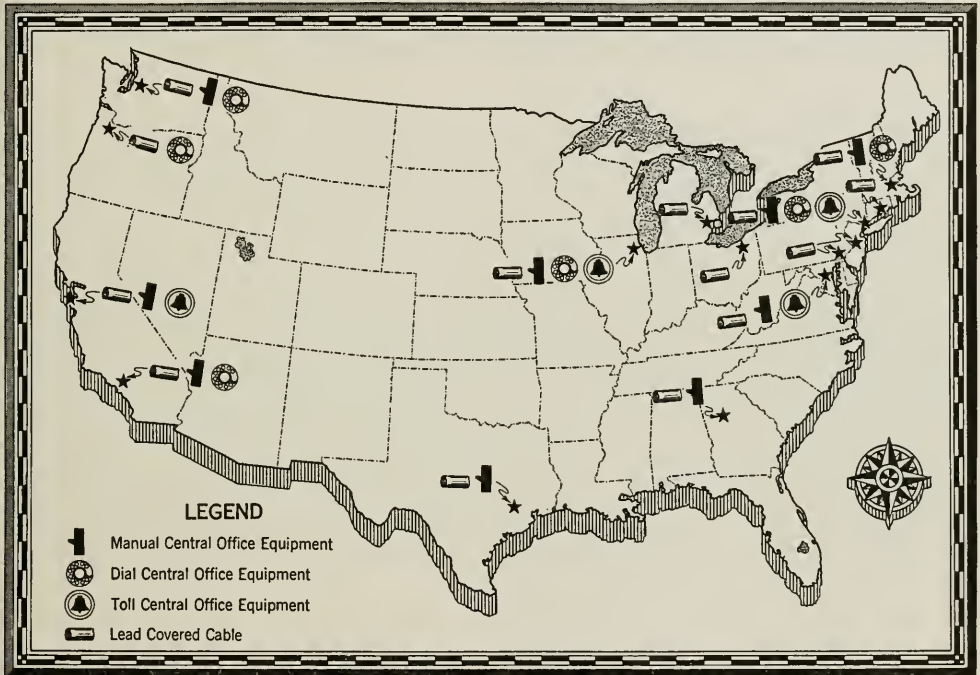 LEGEND
Manual Central Office Equipment
Dial Central Office Equipment
Toll Central Office Equipment
Lead Covered Cable